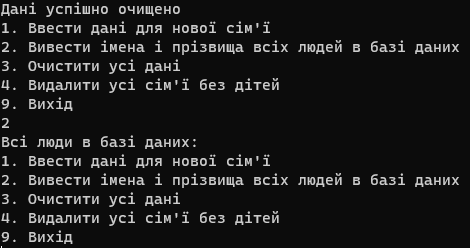 Дані успішно очищено
1. Ввести дані для нової сім'ї
2. Вивести імена і прізвища всіх людей в базі даних
3. Очистити усі дані
4. Видалити усі сім'ї без дітей
9. Вихід
2
Всі люди в базі даних:
1. Ввести дані для нової сім'ї
2. Вивести імена і прізвища всіх людей в базі даних
3. Очистити усі дані
4. Видалити усі сім'ї без дітей
9. Вихід